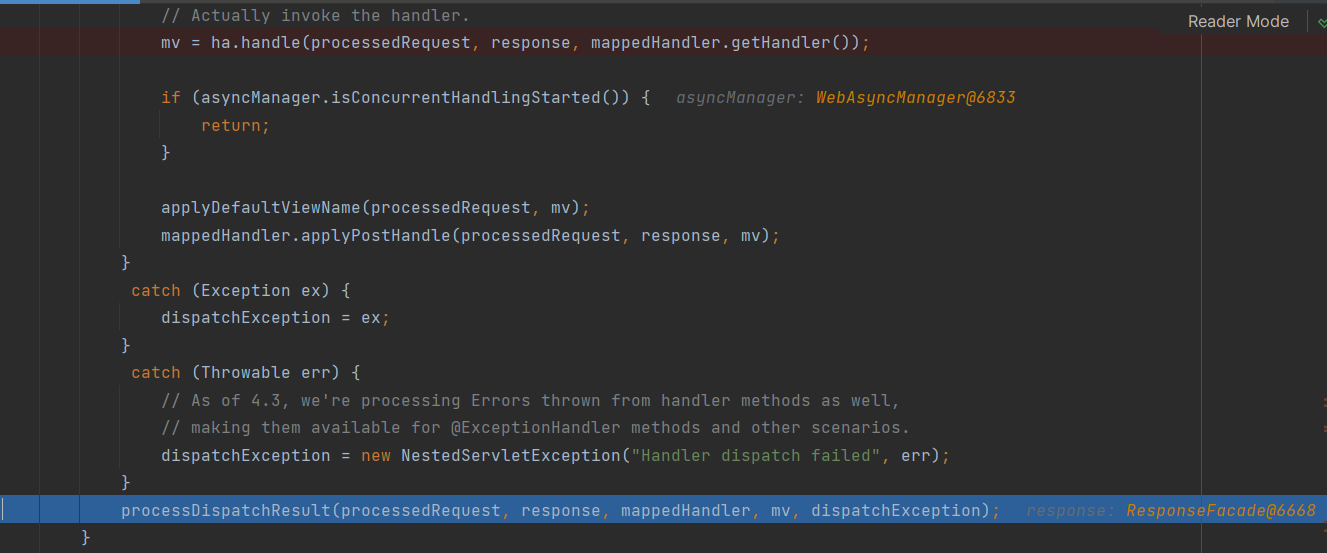 // Actually invoke the handler.
Reader Mode
mv = ha.handle(processedRequest, response, mappedHandler.getHandler());
if (asyncManager.isConcurrentHandlingStarted()) { asyncManager: WebAsyncManager@6833
return;
}
applyDefaultViewName(processedRequest, mv);
mappedHandler.applyPostHandle(processedRequest, response, mv);
}
catch (Exception ex) {
dispatchException = ex;
}
catch (Throwable err) {
// As of 4.3, we're processing Errors thrown from handler methods as well,
// making them available for @ExceptionHandler methods and other scenarios.
dispatchException = new NestedServletException("Handler dispatch failed", err);
}
processDispatchResult(processedRequest, response, mappedHandler, mv, dispatchException); response: ResponseFacade@6668
}